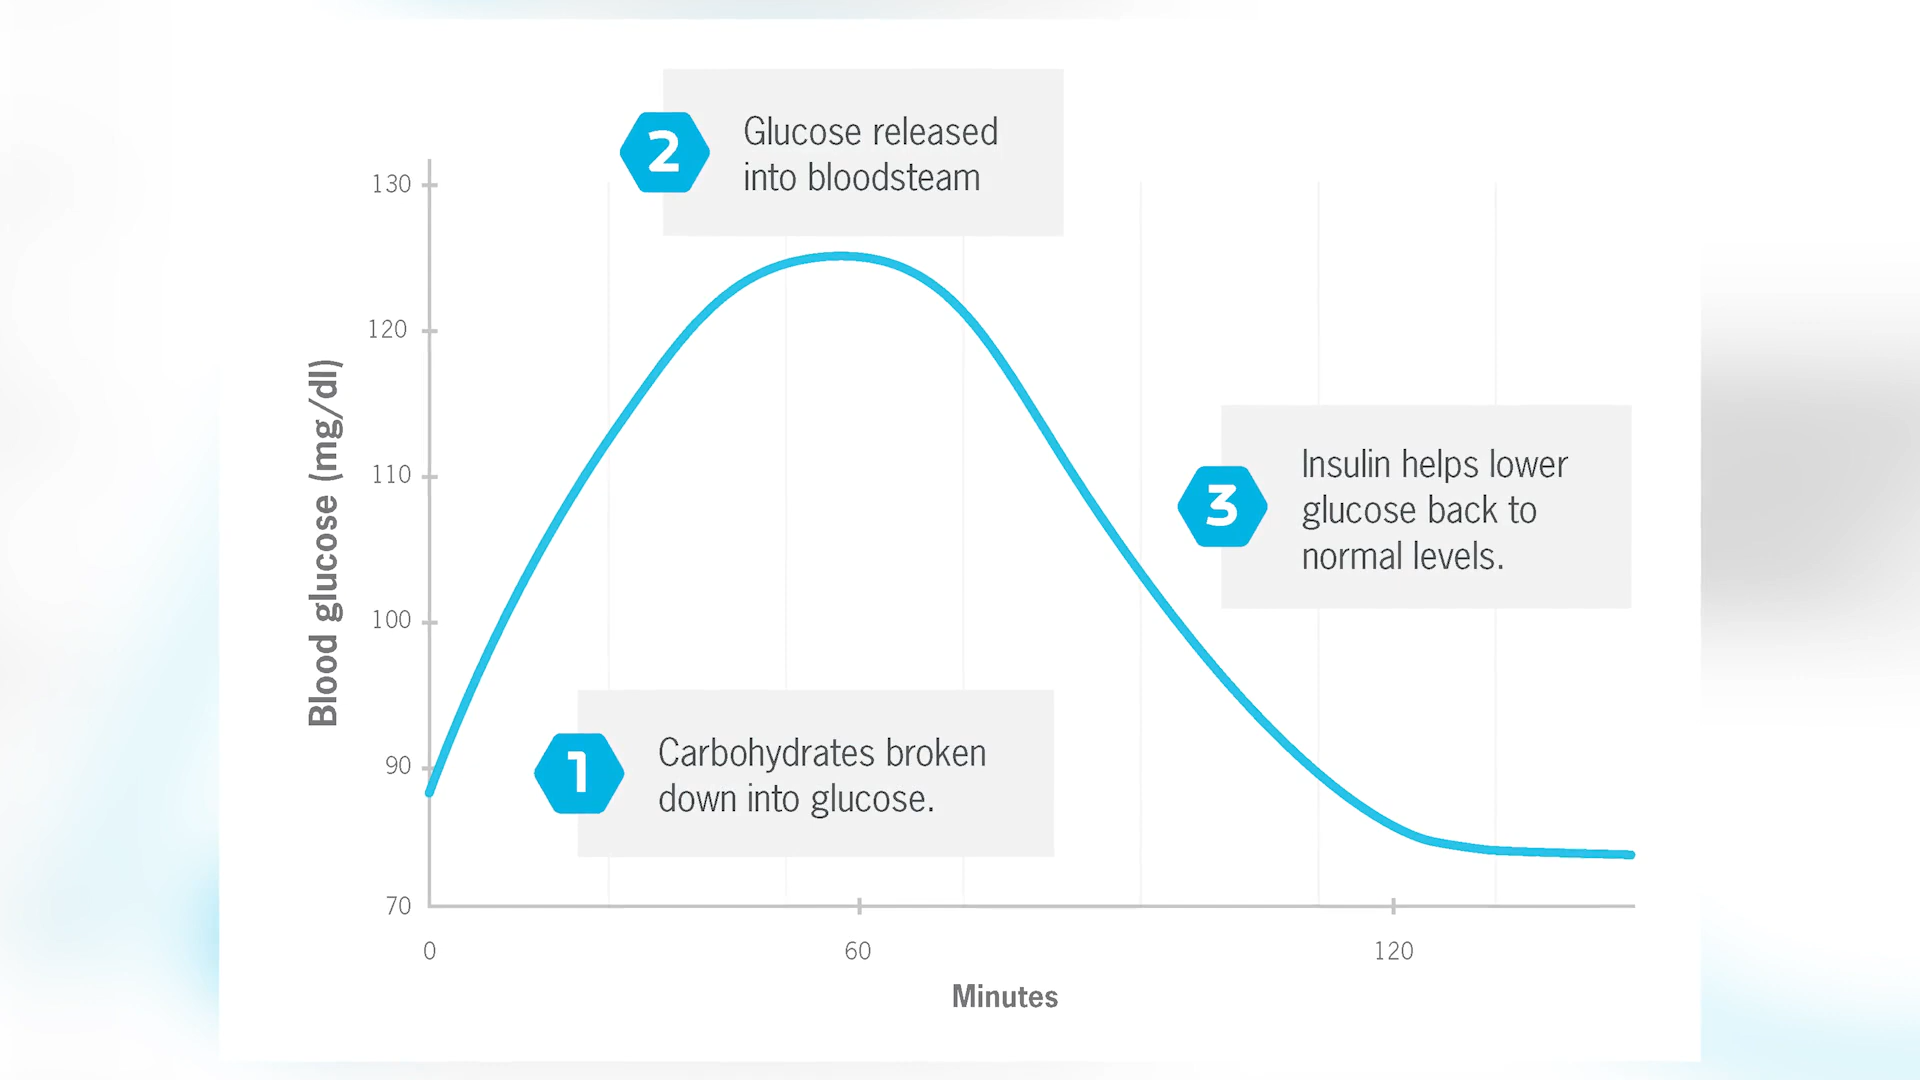 2
Glucose released
into bloodsteam
130
120
110
100
90
70
Blood glucose (mg/dl)
3
Insulin helps lower
glucose back to
normal levels.
1
Carbohydrates broken
down into glucose.
0
60
120
Minutes